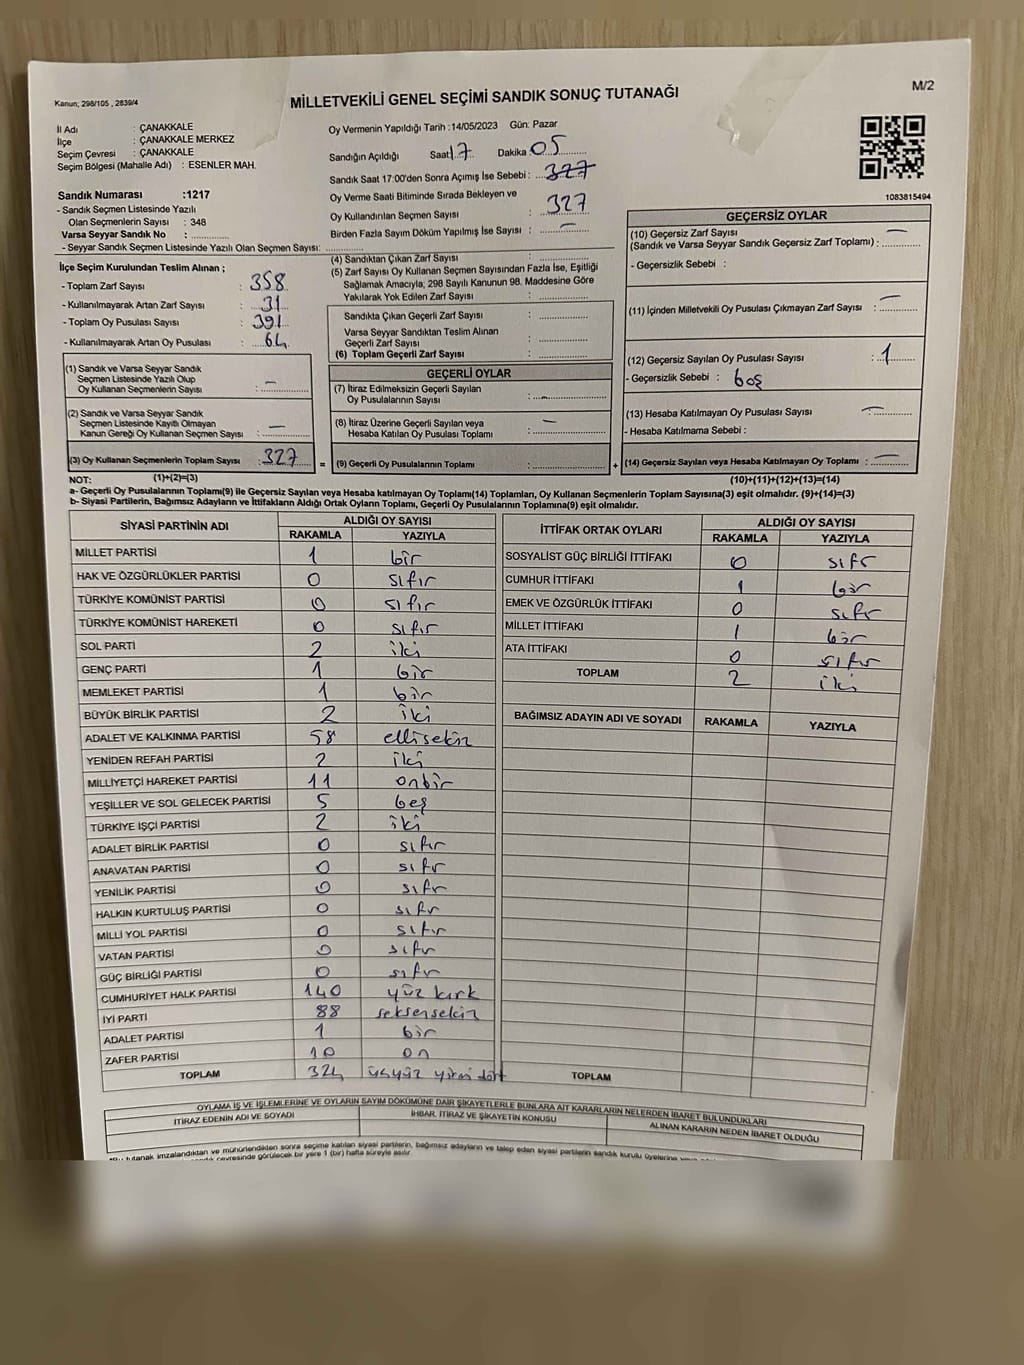 Kanun; 298/105 , 2839/4
MİLLETVEKİLİ GENEL SEÇİMİ SANDIK SONUÇ TUTANAĞI
M/2
İl Adı : ÇANAKKALE
İlçe : ÇANAKKALE MERKEZ
Seçim Çevresi : ÇANAKKALE
Seçim Bölgesi (Mahalle Adı) : ESENLER MAH.
Sandık Numarası :1217
- Sandık Seçmen Listesinde Yazılı
Olan Seçmenlerin Sayısı : 348
Varsa Seyyar Sandık No :
- Seyyar Sandık Seçmen Listesinde Yazılı Olan Seçmen Sayısı:
Oy Vermenin Yapıldığı Tarih :14/05/2023 Gün: Pazar
Sandığın Açıldığı Saat 17 Dakika 05
Sandık Saat 17:00'den Sonra Açımış İse Sebebi : 327
Oy Verme Saati Bitiminde Sırada Bekleyen ve
Oy Kullandırılan Seçmen Sayısı : 327
Birden Fazla Sayım Döküm Yapılmış İse Sayısı : —
1083815494
İlçe Seçim Kurulundan Teslim Alınan ;
- Toplam Zarf Sayısı : 358
- Kullanılmayarak Artan Zarf Sayısı : 31
- Toplam Oy Pusulası Sayısı : 391
- Kullanılmayarak Artan Oy Pusulası : 64
(1) Sandık ve Varsa Seyyar Sandık
Seçmen Listesinde Yazılı Olup
Oy Kullanan Seçmenlerin Sayısı : —
(2) Sandık ve Varsa Seyyar Sandık
Seçmen Listesinde Kayıtlı Olmayan
Kanun Gereği Oy Kullanan Seçmen Sayısı : —
(3) Oy Kullanan Seçmenlerin Toplam Sayısı : 327
(4) Sandıktan Çıkan Zarf Sayısı :
(5) Zarf Sayısı Oy Kullanan Seçmen Sayısından Fazla İse, Eşitliği
Sağlamak Amacıyla; 298 Sayılı Kanunun 98. Maddesine Göre
Yakılarak Yok Edilen Zarf Sayısı :
Sandıkta Çıkan Geçerli Zarf Sayısı :
Varsa Seyyar Sandıktan Teslim Alınan
Geçerli Zarf Sayısı :
(6) Toplam Geçerli Zarf Sayısı :
GEÇERLİ OYLAR
(7) İtiraz Edilmeksizin Geçerli Sayılan
Oy Pusulalarının Sayısı : —
(8) İtiraz Üzerine Geçerli Sayılan veya
Hesaba Katılan Oy Pusulası Toplamı : —
= (9) Geçerli Oy Pusulalarının Toplamı : +
GEÇERSİZ OYLAR
(10) Geçersiz Zarf Sayısı
(Sandık ve Varsa Seyyar Sandık Geçersiz Zarf Toplamı) : —
- Geçersizlik Sebebi :
(11) İçinden Milletvekili Oy Pusulası Çıkmayan Zarf Sayısı : —
(12) Geçersiz Sayılan Oy Pusulası Sayısı : 1
- Geçersizlik Sebebi : boş
(13) Hesaba Katılmayan Oy Pusulası Sayısı : —
- Hesaba Katılmama Sebebi :
(14) Geçersiz Sayılan veya Hesaba Katılmayan Oy Toplamı : —
NOT: (1)+(2)=(3) (10)+(11)+(12)+(13)=(14)
a- Geçerli Oy Pusulalarının Toplamı(9) ile Geçersiz Sayılan veya Hesaba katılmayan Oy Toplamı(14) Toplamları, Oy Kullanan Seçmenlerin Toplam Sayısına(3) eşit olmalıdır. (9)+(14)=(3)
b- Siyasi Partilerin, Bağımsız Adayların ve İttifakların Aldığı Oyların Toplamı, Geçerli Oy Pusulalarının Toplamına(9) eşit olmalıdır.
SİYASİ PARTİNİN ADI ALDIĞI OY SAYISI
RAKAMLA YAZIYLA
MİLLET PARTİSİ 1 bir
HAK VE ÖZGÜRLÜKLER PARTİSİ 0 sıfır
TÜRKİYE KOMÜNİST PARTİSİ 0 sıfır
TÜRKİYE KOMÜNİST HAREKETİ 0 sıfır
SOL PARTİ 2 iki
GENÇ PARTİ 1 bir
MEMLEKET PARTİSİ 1 bir
BÜYÜK BİRLİK PARTİSİ 2 iki
ADALET VE KALKINMA PARTİSİ 58 ellisekiz
YENİDEN REFAH PARTİSİ 2 iki
MİLLİYETÇİ HAREKET PARTİSİ 11 onbir
YEŞİLLER VE SOL GELECEK PARTİSİ 5 beş
TÜRKİYE İŞÇİ PARTİSİ 2 iki
ADALET BİRLİK PARTİSİ 0 sıfır
ANAVATAN PARTİSİ 0 sıfır
YENİLİK PARTİSİ 0 sıfır
HALKIN KURTULUŞ PARTİSİ 0 sıfır
MİLLİ YOL PARTİSİ 0 sıfır
VATAN PARTİSİ 0 sıfır
GÜÇ BİRLİĞİ PARTİSİ 0 sıfır
CUMHURİYET HALK PARTİSİ 140 yüz kırk
İYİ PARTİ 88 seksensekiz
ADALET PARTİSİ 1 bir
ZAFER PARTİSİ 10 on
TOPLAM 324 üçyüz yirmi dört
İTTİFAK ORTAK OYLARI ALDIĞI OY SAYISI
RAKAMLA YAZIYLA
SOSYALİST GÜÇ BİRLİĞİ İTTİFAKI 0 sıfır
CUMHUR İTTİFAKI 1 bir
EMEK VE ÖZGÜRLÜK İTTİFAKI 0 sıfır
MİLLET İTTİFAKI 1 bir
ATA İTTİFAKI 0 sıfır
TOPLAM 2 iki
BAĞIMSIZ ADAYIN ADI VE SOYADI RAKAMLA YAZIYLA
TOPLAM
OYLAMA İŞ VE İŞLEMLERİNE VE OYLARIN SAYIM DÖKÜMÜNE DAİR ŞİKAYETLERLE BUNLARA AİT KARARLARIN NELERDEN İBARET BULUNDUKLARI
İTİRAZ EDENİN ADI VE SOYADI İHBAR, İTİRAZ VE ŞİKAYETİN KONUSU ALINAN KARARIN NEDEN İBARET OLDUĞU
tutanak imzalandıktan ve mühürlendikten sonra seçime katılan siyasi partilerin, bağımsız adayların ve talep eden siyasi partilerin sandık kurulu üyelerine
çevresinde görülecek bir yere 1 (bir) hafta süreyle asılır.